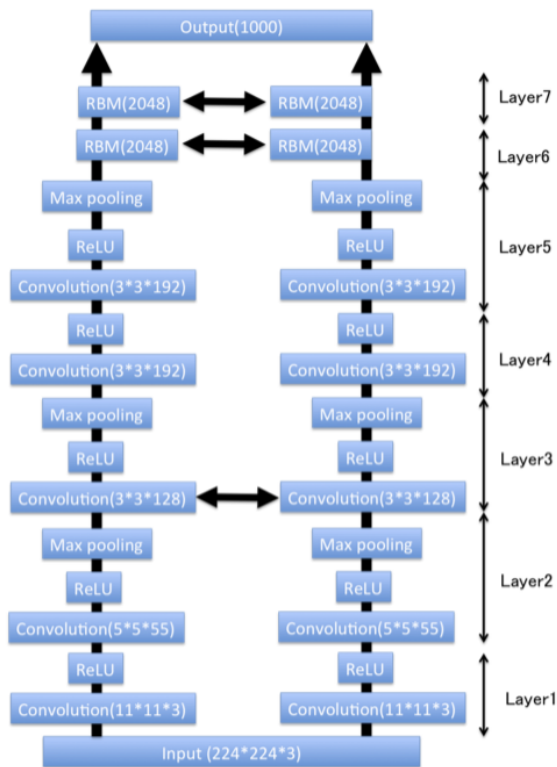 Output(1000)
RBM(2048) RBM(2048) Layer7
RBM(2048) RBM(2048) Layer6
Max pooling Max pooling
ReLU ReLU Layer5
Convolution(3*3*192) Convolution(3*3*192)
ReLU ReLU
Layer4
Convolution(3*3*192) Convolution(3*3*192)
Max pooling Max pooling
ReLU ReLU Layer3
Convolution(3*3*128) Convolution(3*3*128)
Max pooling Max pooling
Layer2
ReLU ReLU
Convolution(5*5*55) Convolution(5*5*55)
ReLU ReLU
Layer1
Convolution(11*11*3) Convolution(11*11*3)
Input (224*224*3)